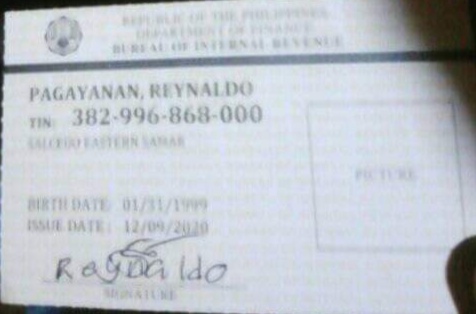 REPUBLIC OF THE PHILIPPINES
DEPARTMENT OF FINANCE
BUREAU OF INTERNAL REVENUE
PAGAYANAN, REYNALDO
TIN: 382-996-868-000
SALCEDO EASTERN SAMAR
PICTURE
BIRTH DATE: 01/31/1999
ISSUE DATE: 12/09/2020
Reynaldo
SIGNATURE